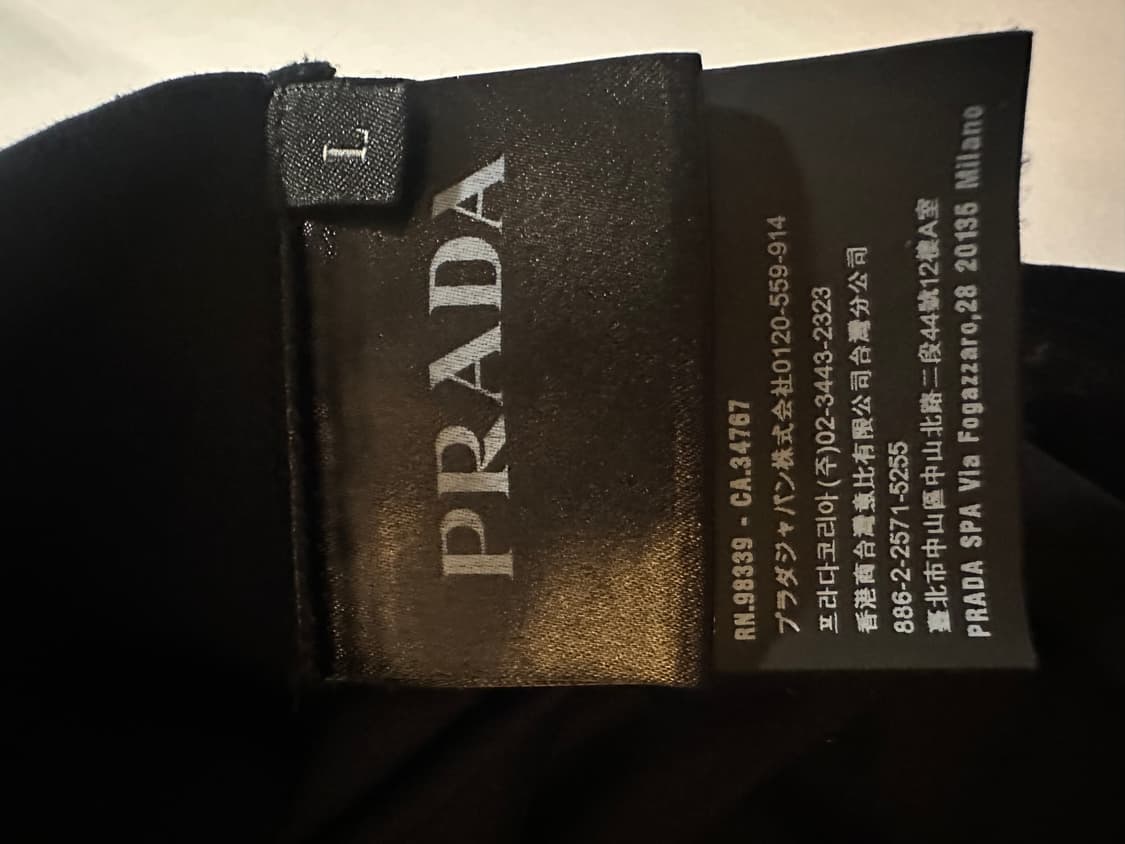 L
PRADA
RN.98339 - CA.34767
プラダジャパン株式会社0120-559-914
프라다코리아(주)02-3443-2323
香港商台灣意比有限公司台灣分公司
886-2-2571-5255
臺北市中山區中山北路二段44號12樓A室
PRADA SPA Via Fogazzaro,28 20135 Milano